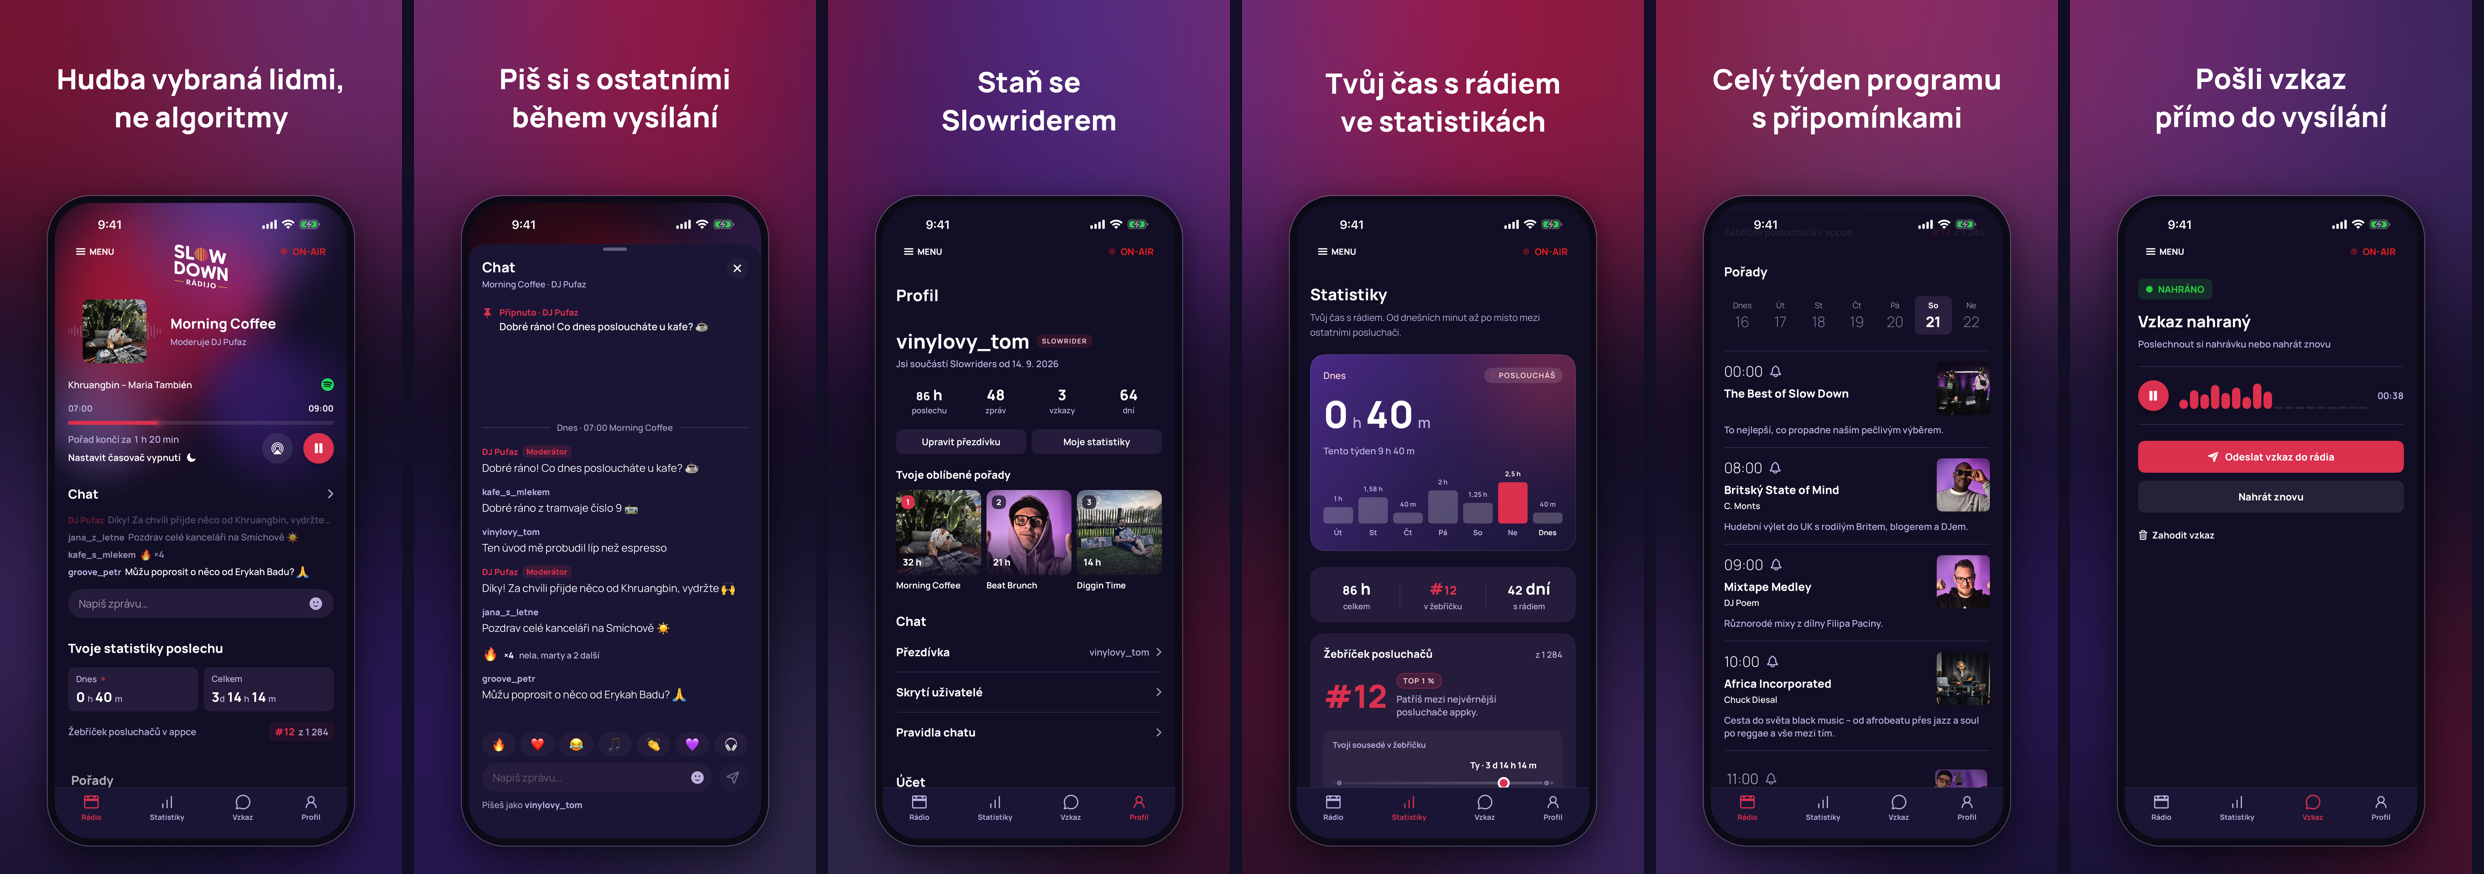 Hudba vybraná lidmi,
ne algoritmy
9:41
MENU
SLOW
DOWN
RÁDIJO
ON-AIR
Morning Coffee
Moderuje DJ Pufaz
Khruangbin – Maria También
07:00
09:00
Pořad končí za 1 h 20 min
Nastavit časovač vypnutí
Chat
DJ Pufaz Díky! Za chvíli přijde něco od Khruangbin, vydržte...
jana_z_letne Pozdrav celé kanceláři na Smíchově ☀️
kafe_s_mlekem 🔥 ×4
groove_petr Můžu poprosit o něco od Erykah Badu? 🙏
Napiš zprávu...
Tvoje statistiky poslechu
Dnes
0 h 40 m
Celkem
3d 14 h 14 m
Žebříček posluchačů v appce
#12 z 1 284
Pořady
Rádio
Statistiky
Vzkaz
Profil
Piš si s ostatními
během vysílání
9:41
Chat
Morning Coffee · DJ Pufaz
Připnuto · DJ Pufaz
Dobré ráno! Co dnes posloucháte u kafe? ☕
Dnes · 07:00 Morning Coffee
DJ Pufaz Moderátor
Dobré ráno! Co dnes posloucháte u kafe? ☕
kafe_s_mlekem
Dobré ráno z tramvaje číslo 9 🚋
vinylovy_tom
Ten úvod mě probudil líp než espresso
DJ Pufaz Moderátor
Díky! Za chvíli přijde něco od Khruangbin, vydržte 🙌
jana_z_letne
Pozdrav celé kanceláři na Smíchově ☀️
🔥 ×4 nela, marty a 2 další
groove_petr
Můžu poprosit o něco od Erykah Badu? 🙏
Napiš zprávu...
Píšeš jako vinylovy_tom
Staň se
Slowriderem
9:41
MENU
ON-AIR
Profil
vinylovy_tom SLOWRIDER
Jsi součástí Slowriders od 14. 9. 2026
86 h
poslechu
48
zpráv
3
vzkazy
64
dní
Upravit přezdívku
Moje statistiky
Tvoje oblíbené pořady
1
32 h
Morning Coffee
2
21 h
Beat Brunch
3
14 h
Diggin Time
Chat
Přezdívka
vinylovy_tom
Skrytí uživatelé
Pravidla chatu
Účet
Rádio
Statistiky
Vzkaz
Profil
Tvůj čas s rádiem
ve statistikách
9:41
MENU
ON-AIR
Statistiky
Tvůj čas s rádiem. Od dnešních minut až po místo mezi
ostatními posluchači.
Dnes
POSLOUCHÁŠ
0 h 40 m
Tento týden 9 h 40 m
1 h
1,58 h
40 m
2 h
1,25 h
2,5 h
40 m
Út
St
Čt
Pá
So
Ne
Dnes
86 h
celkem
#12
v žebříčku
42 dní
s rádiem
Žebříček posluchačů
z 1 284
#12
TOP 1 %
Patříš mezi nejvěrnější
posluchače appky.
Tvoji sousedé v žebříčku
Ty · 3 d 14 h 14 m
Rádio
Statistiky
Vzkaz
Profil
Celý týden programu
s připomínkami
9:41
Žebříček posluchačů v appce
z 1 284
Pořady
Dnes
16
Út
17
St
18
Čt
19
Pá
20
So
21
Ne
22
00:00
The Best of Slow Down
To nejlepší, co propadne naším pečlivým výběrem.
08:00
Britský State of Mind
C. Monts
Hudební výlet do UK s rodilým Britem, blogerem a DJem.
09:00
Mixtape Medley
DJ Poem
Různorodé mixy z dílny Filipa Paciny.
10:00
Africa Incorporated
Chuck Diesal
Cesta do světa black music – od afrobeatu přes jazz a soul
po reggae a vše mezi tím.
11:00
Rádio
Statistiky
Vzkaz
Profil
Pošli vzkaz
přímo do vysílání
9:41
MENU
ON-AIR
NAHRÁNO
Vzkaz nahraný
Poslechnout si nahrávku nebo nahrát znovu
00:38
Odeslat vzkaz do rádia
Nahrát znovu
Zahodit vzkaz
Rádio
Statistiky
Vzkaz
Profil